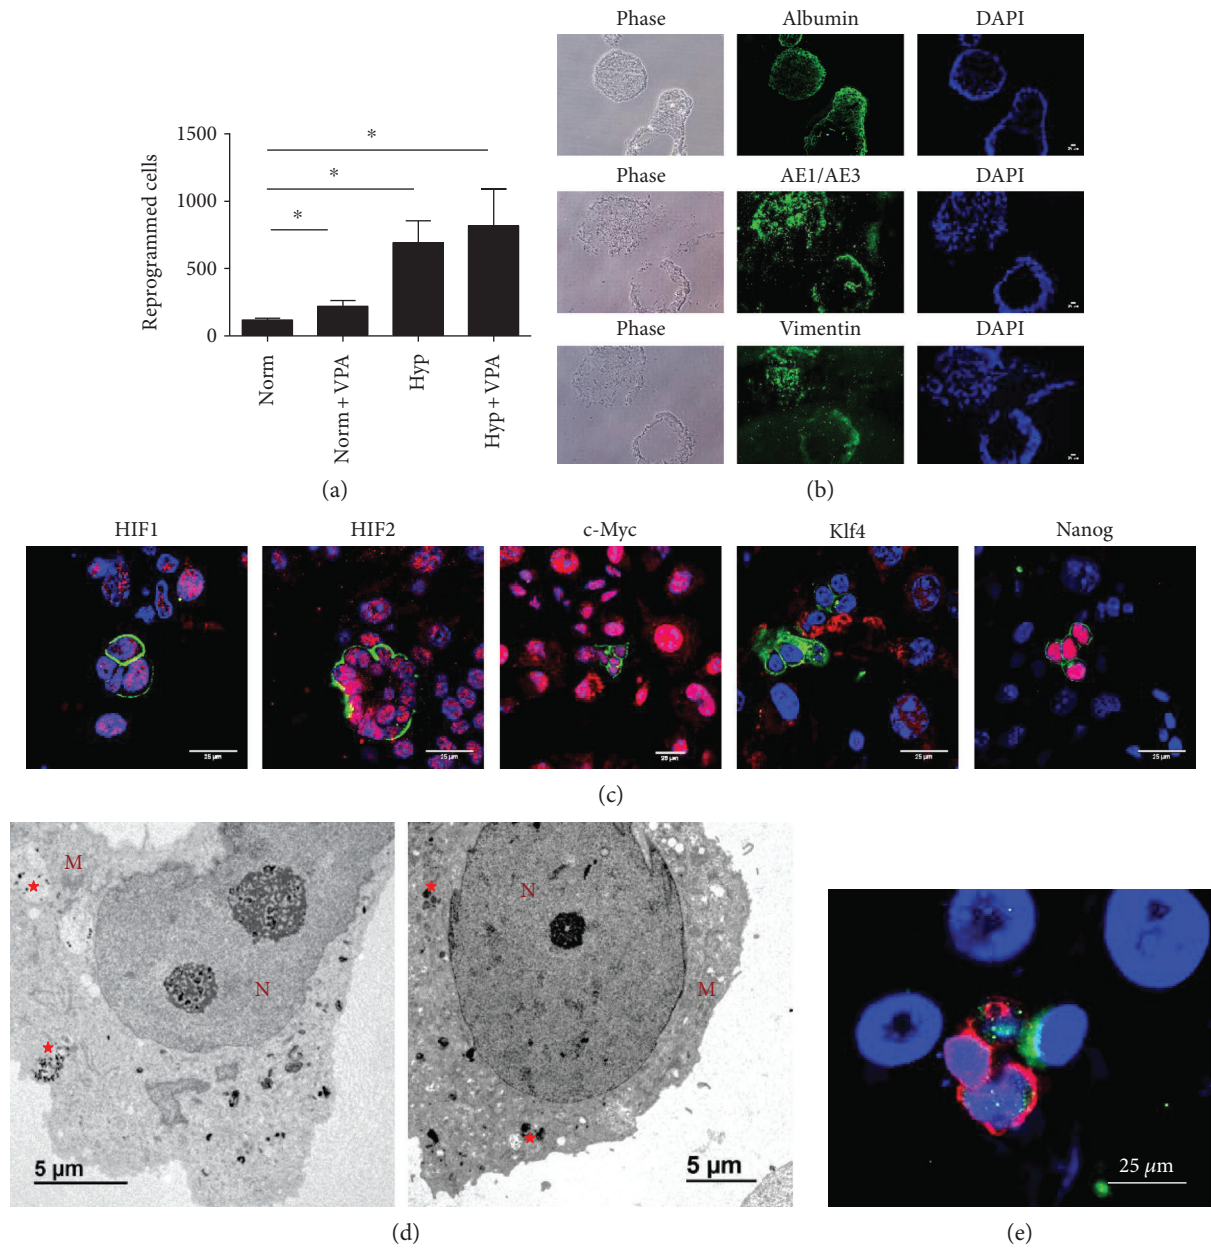 Reprogrammed cells
1500
1000
500
0
*
*
*
Norm
Norm + VPA
Hyp
Hyp + VPA
(a)
Phase Albumin DAPI
Phase AE1/AE3 DAPI
Phase Vimentin DAPI
(b)
HIF1 HIF2 c-Myc Klf4 Nanog
25 µm 25 µm 25 µm 25 µm 25 µm
(c)
M
N
5 µm
N
M
5 µm
(d)
25 µm
(e)